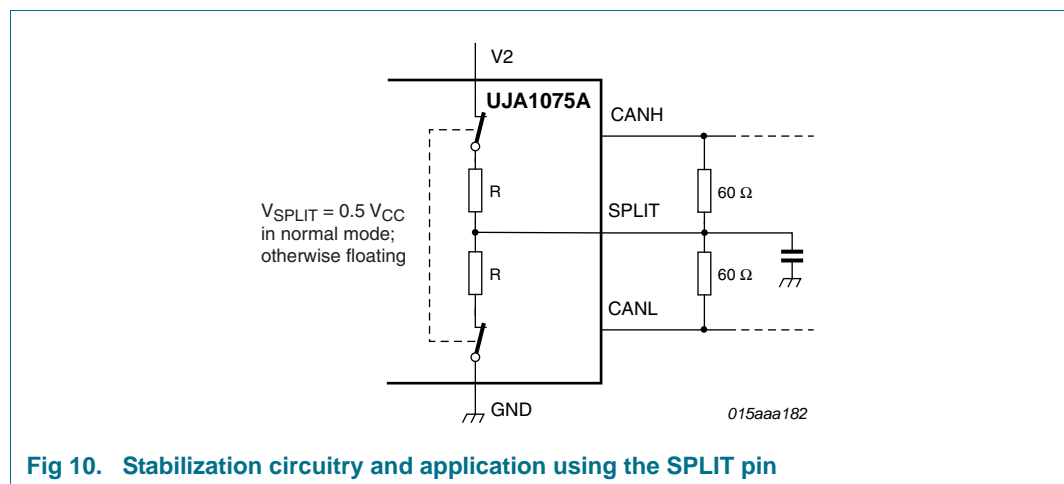 V2
UJA1075A
CANH
R
60 Ω
VSPLIT = 0.5 VCC
in normal mode;
otherwise floating
SPLIT
R
60 Ω
CANL
GND
015aaa182
Fig 10. Stabilization circuitry and application using the SPLIT pin